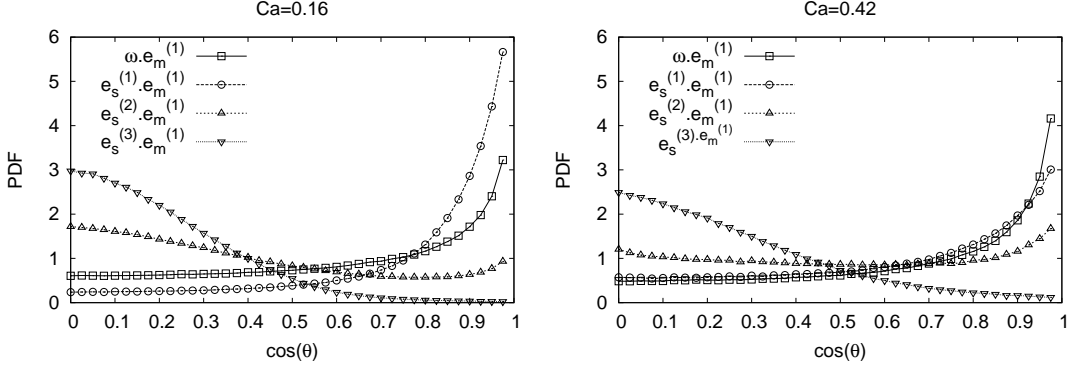 Ca=0.16
PDF
6
5
4
3
2
1
0
ω.e_m^(1)
e_s^(1).e_m^(1)
e_s^(2).e_m^(1)
e_s^(3).e_m^(1)
0 0.1 0.2 0.3 0.4 0.5 0.6 0.7 0.8 0.9 1
cos(θ)
Ca=0.42
PDF
6
5
4
3
2
1
0
ω.e_m^(1)
e_s^(1).e_m^(1)
e_s^(2).e_m^(1)
e_s^(3).e_m^(1)
0 0.1 0.2 0.3 0.4 0.5 0.6 0.7 0.8 0.9 1
cos(θ)